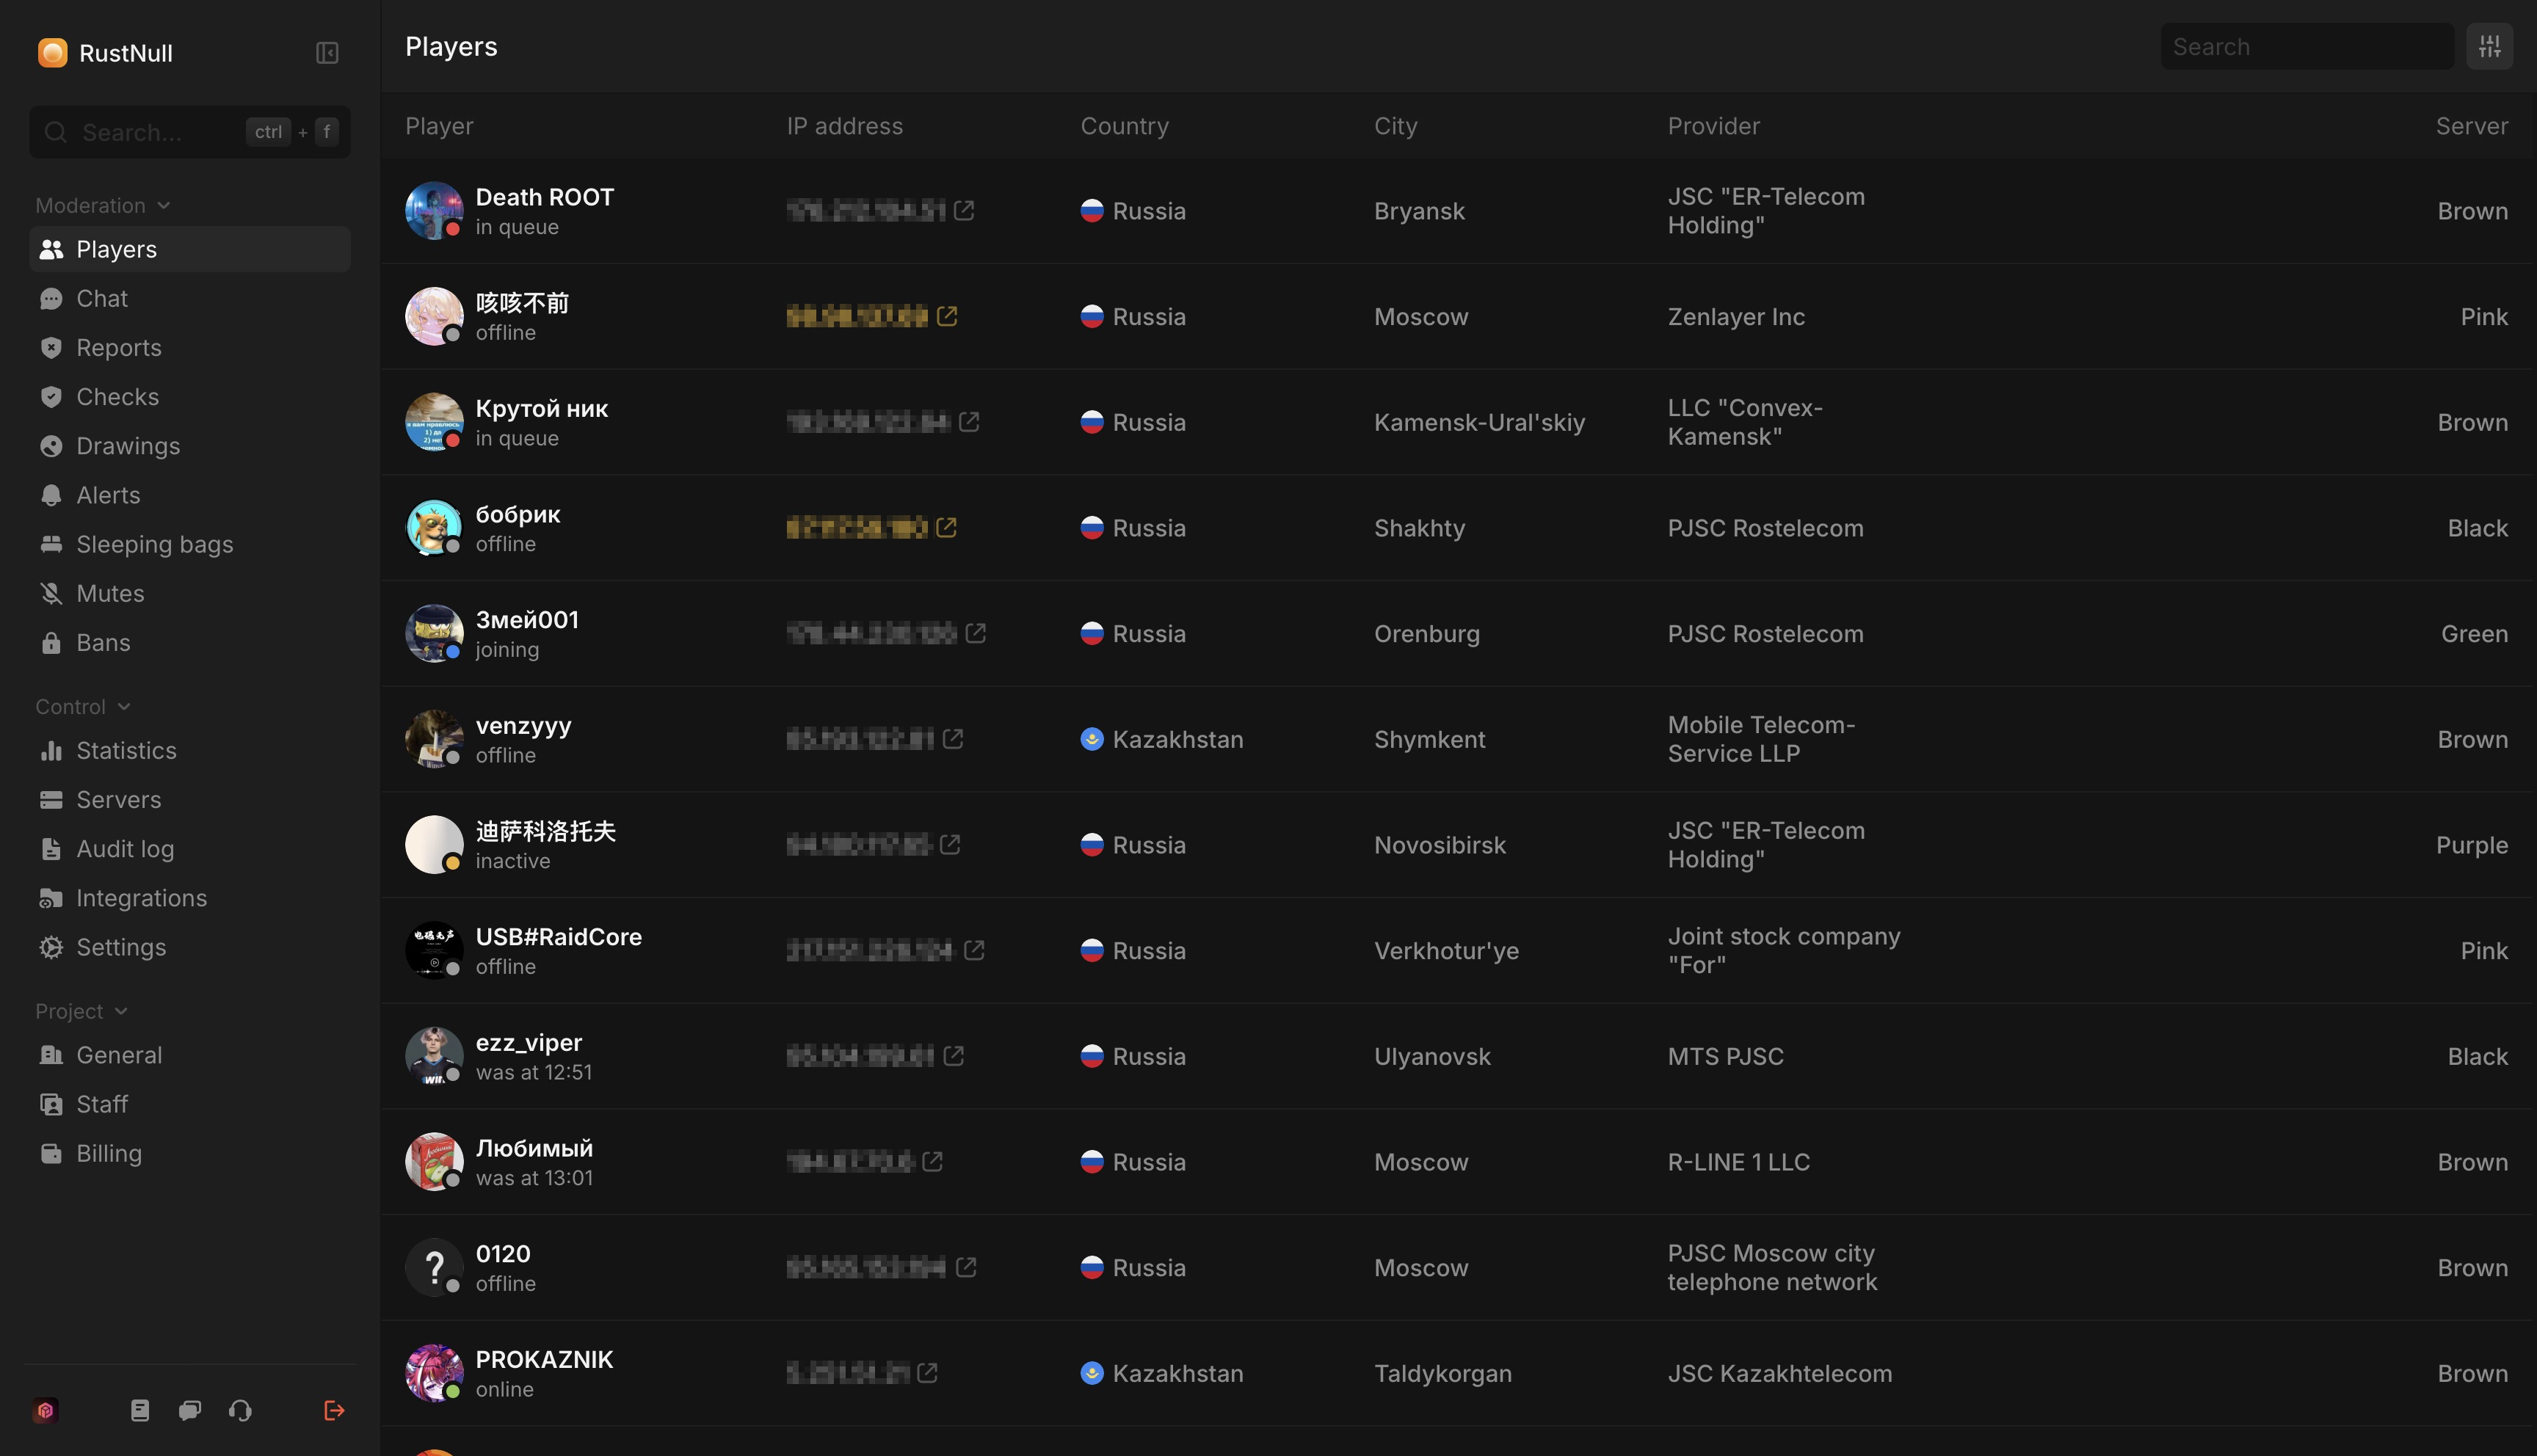 RustNull
Search...
ctrl + f
Moderation
Players
Chat
Reports
Checks
Drawings
Alerts
Sleeping bags
Mutes
Bans
Control
Statistics
Servers
Audit log
Integrations
Settings
Project
General
Staff
Billing
Players
Search
Player IP address Country City Provider Server
Death ROOT
in queue
Russia
Bryansk
JSC "ER-Telecom
Holding"
Brown
咳咳不前
offline
Russia
Moscow
Zenlayer Inc
Pink
Крутой ник
in queue
Russia
Kamensk-Ural'skiy
LLC "Convex-
Kamensk"
Brown
бобрик
offline
Russia
Shakhty
PJSC Rostelecom
Black
Змей001
joining
Russia
Orenburg
PJSC Rostelecom
Green
venzyyy
offline
Kazakhstan
Shymkent
Mobile Telecom-
Service LLP
Brown
迪萨科洛托夫
inactive
Russia
Novosibirsk
JSC "ER-Telecom
Holding"
Purple
USB#RaidCore
offline
Russia
Verkhotur'ye
Joint stock company
"For"
Pink
ezz_viper
was at 12:51
Russia
Ulyanovsk
MTS PJSC
Black
Любимый
was at 13:01
Russia
Moscow
R-LINE 1 LLC
Brown
?
0120
offline
Russia
Moscow
PJSC Moscow city
telephone network
Brown
PROKAZNIK
online
Kazakhstan
Taldykorgan
JSC Kazakhtelecom
Brown